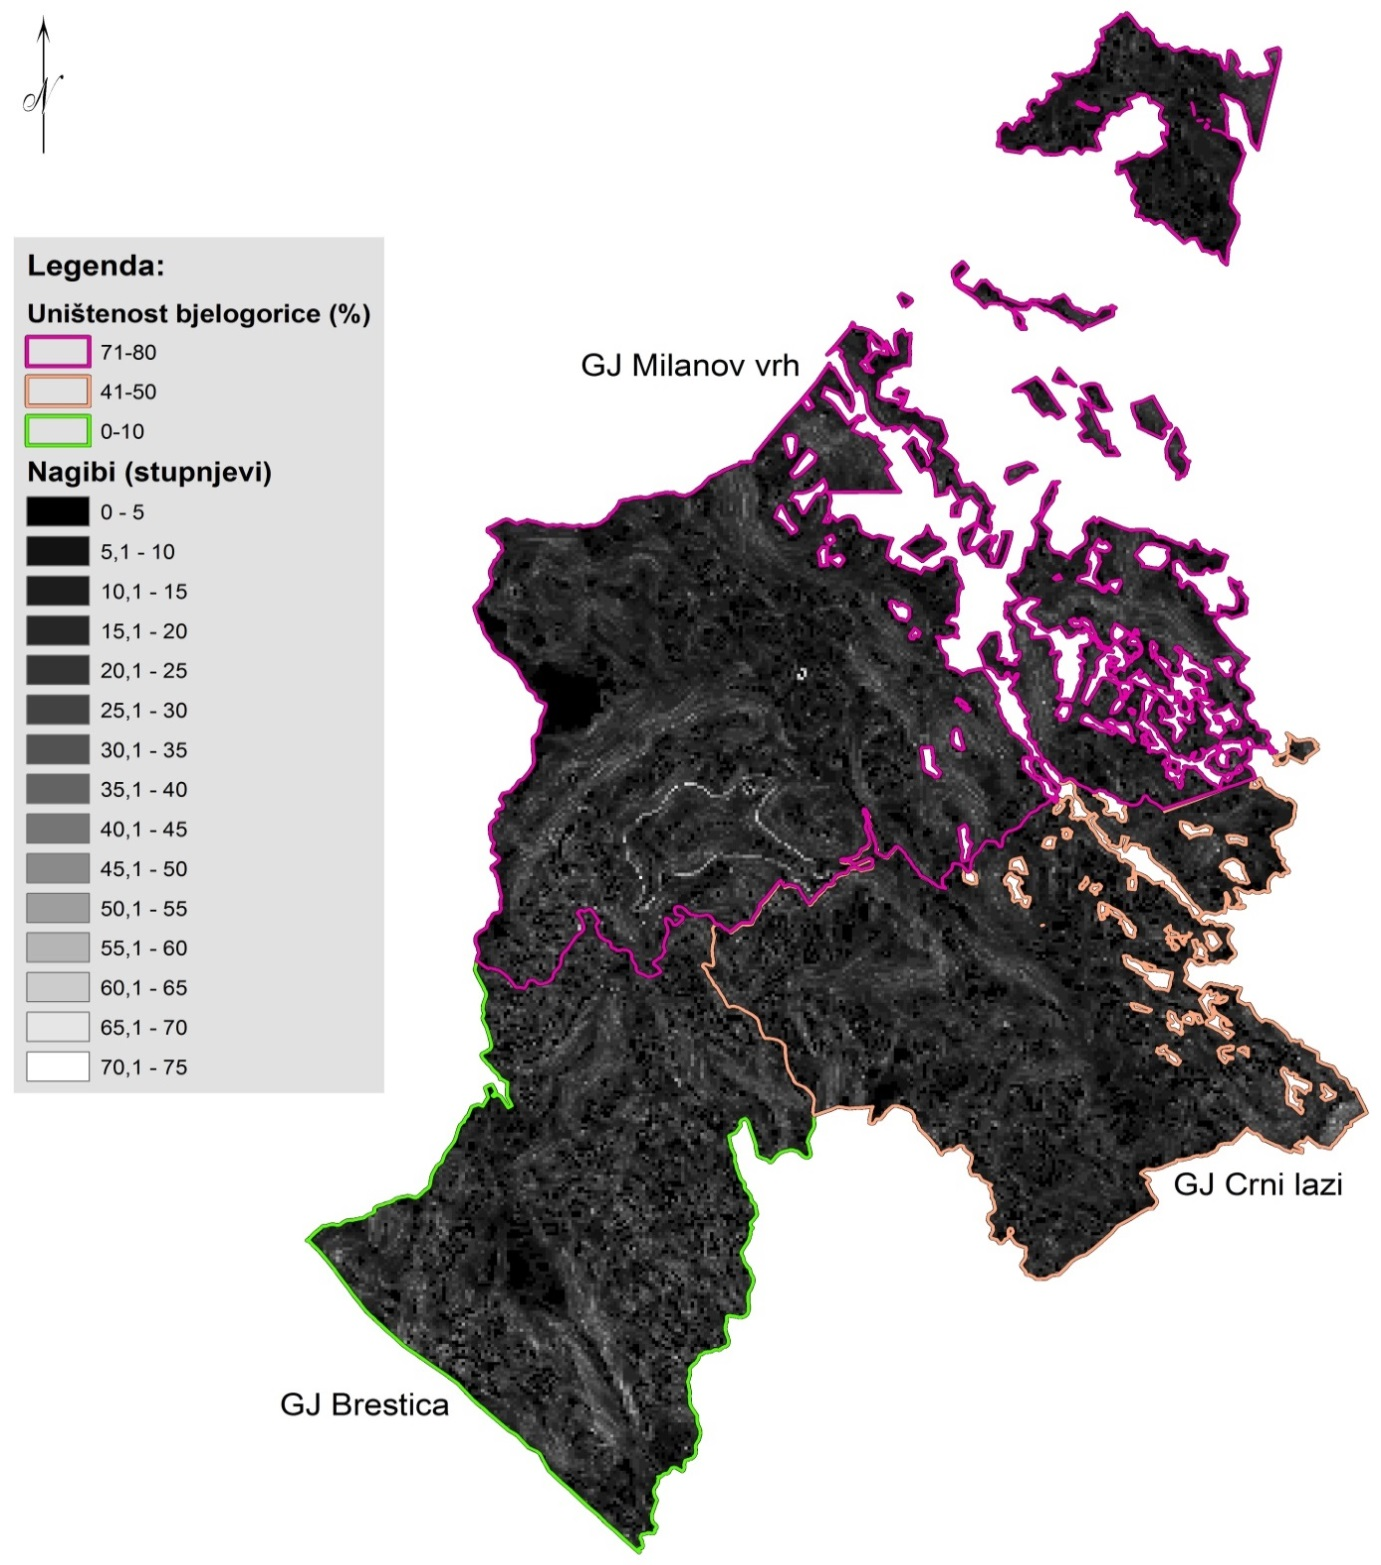 N
Legenda:
Uništenost bjelogorice (%)
71-80
41-50
0-10
Nagibi (stupnjevi)
0 - 5
5,1 - 10
10,1 - 15
15,1 - 20
20,1 - 25
25,1 - 30
30,1 - 35
35,1 - 40
40,1 - 45
45,1 - 50
50,1 - 55
55,1 - 60
60,1 - 65
65,1 - 70
70,1 - 75
GJ Milanov vrh
GJ Crni lazi
GJ Brestica